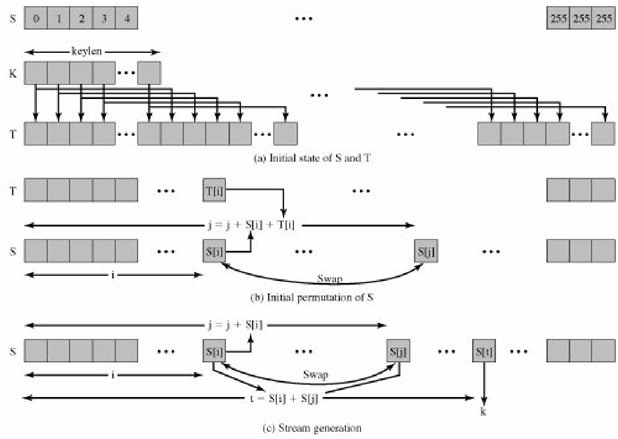 S 0 1 2 3 4 ... 255 255 255
keylen
K
...
T ... ... ...
(a) Initial state of S and T
T ... T[i] ...
j = j + S[i] + T[i]
S ... S[i] ... S[j] ...
i
Swap
(b) Initial permutation of S
j = j + S[i]
S ... S[i] ... S[j] ... S[t] ...
i
Swap
t = S[i] + S[j]
k
(c) Stream generation